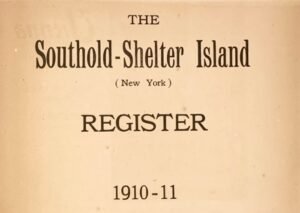 THE
Southold-Shelter Island
( New York )
REGISTER
1910-11